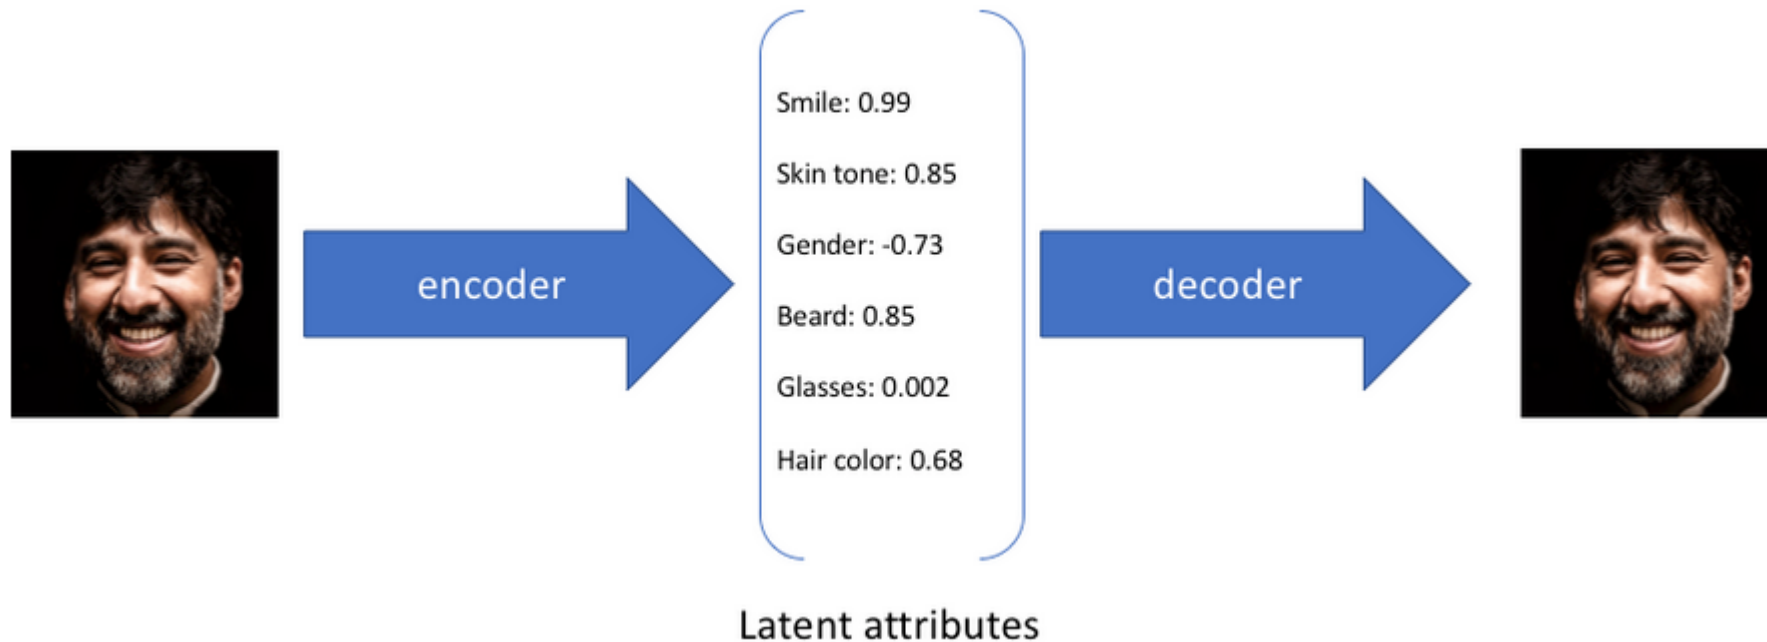 encoder
Smile: 0.99
Skin tone: 0.85
Gender: -0.73
Beard: 0.85
Glasses: 0.002
Hair color: 0.68
decoder
Latent attributes